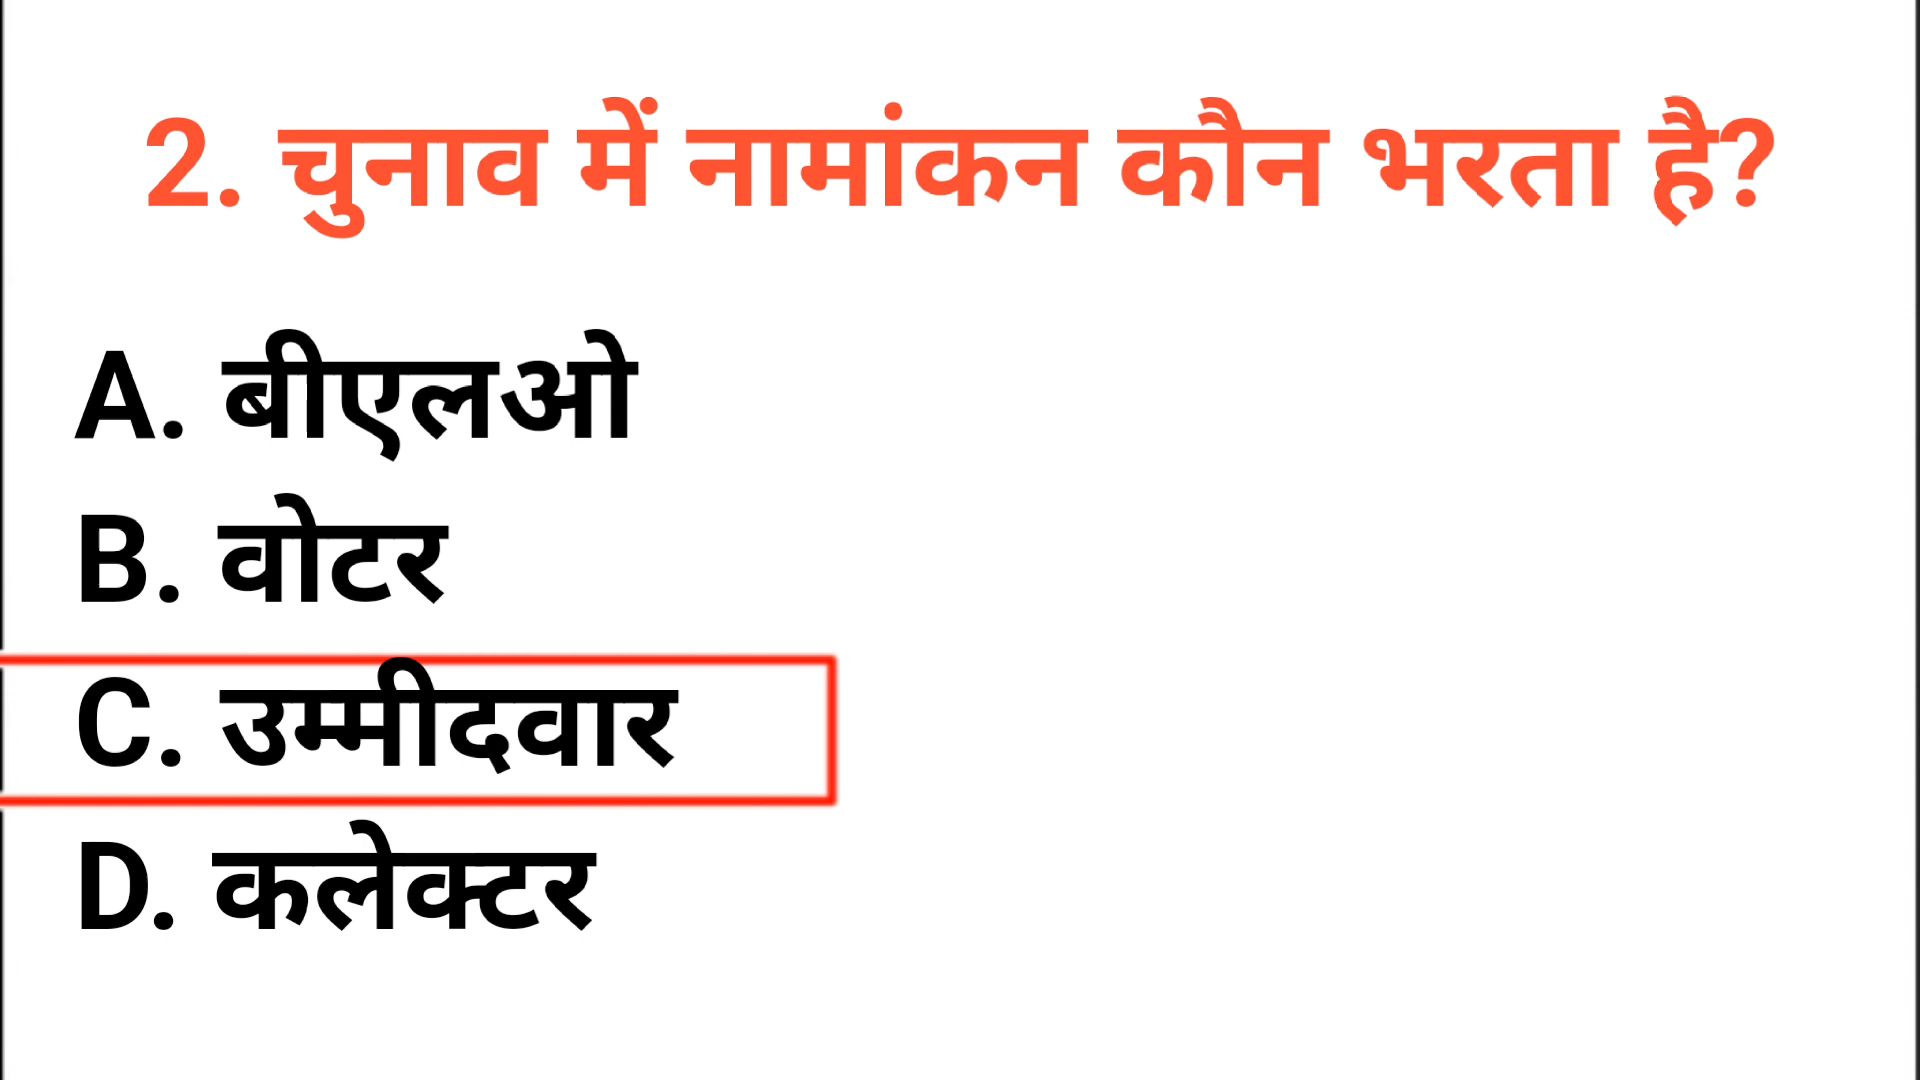 2. चुनाव में नामांकन कौन भरता है?
A. बीएलओ
B. वोटर
C. उम्मीदवार
D. कलेक्टर